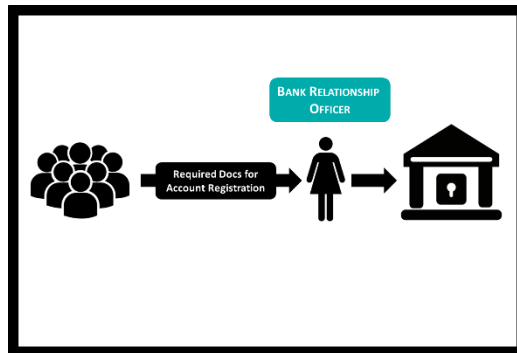 BANK RELATIONSHIP
OFFICER
Required Docs for
Account Registration